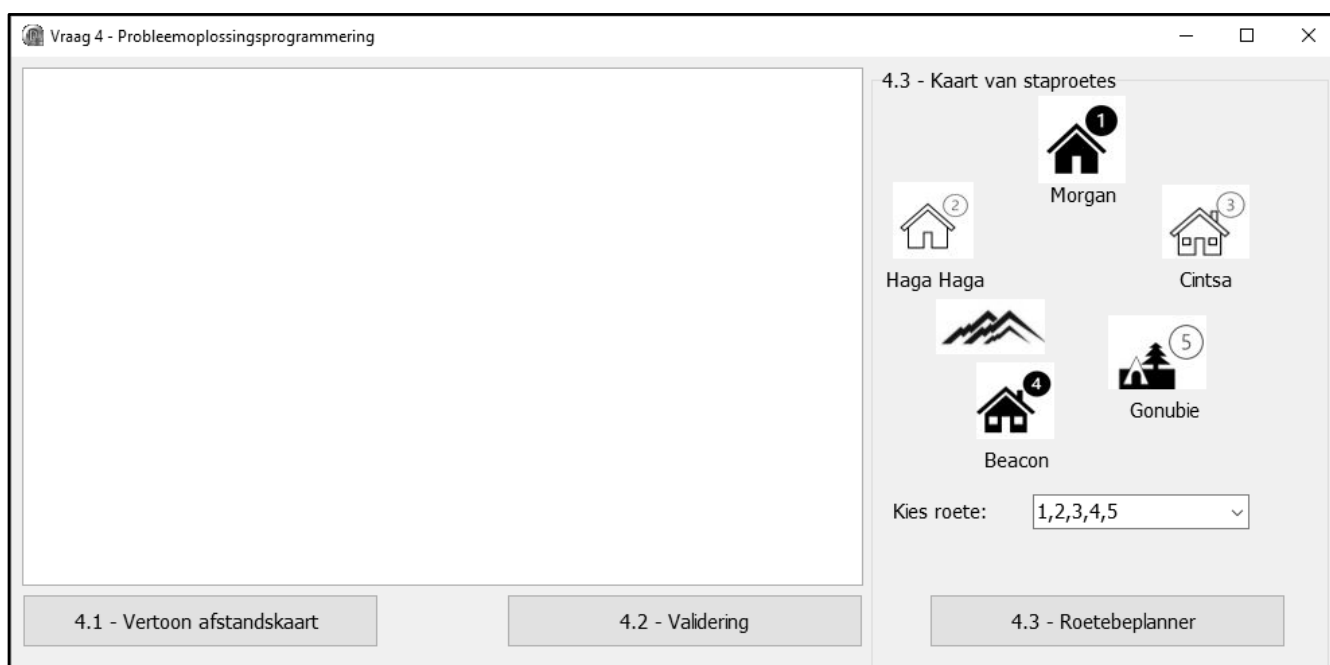 Vraag 4 - Probleemoplossingsprogrammering
4.3 - Kaart van staproetes
1
Morgan
2
3
Haga Haga
Cintsa
5
4
Gonubie
Beacon
Kies roete: 1,2,3,4,5
4.1 - Vertoon afstandskaart
4.2 - Validering
4.3 - Roetebeplanner